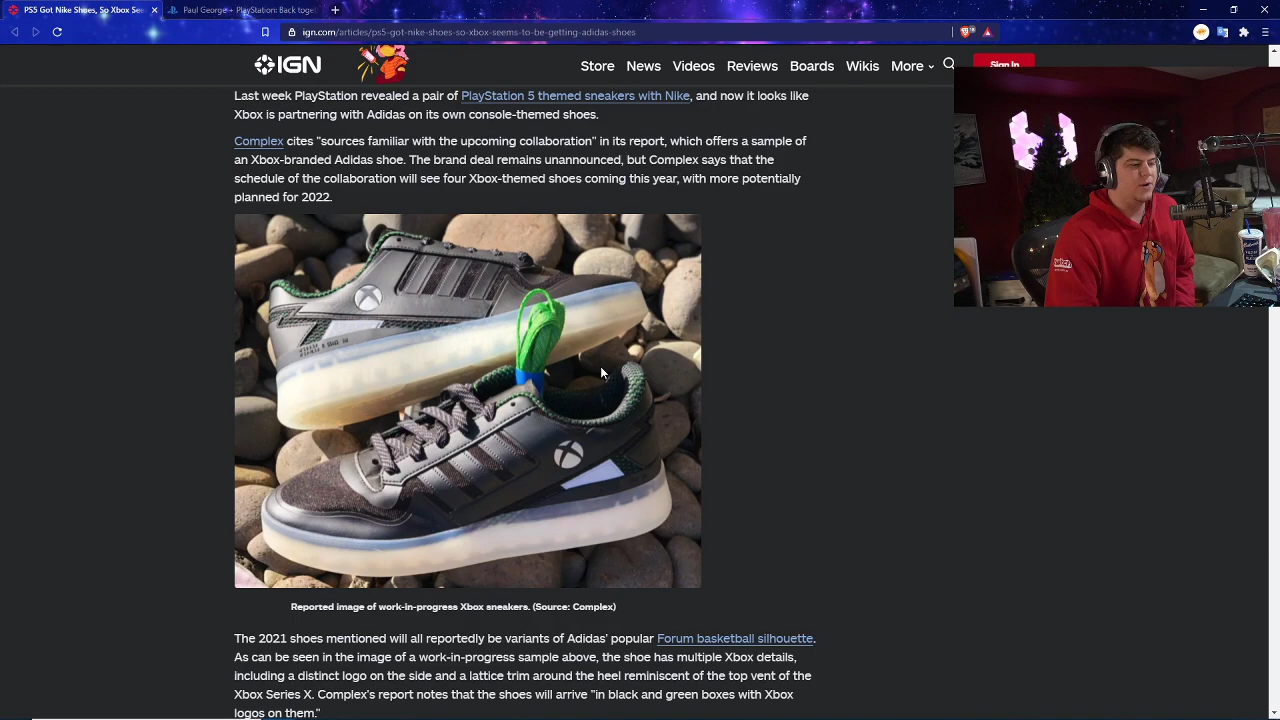 PS5 Got Nike Shoes, So Xbox See
Paul George + PlayStation: Back toget
ign.com/articles/ps5-got-nike-shoes-so-xbox-seems-to-be-getting-adidas-shoes
IGN
Store News Videos Reviews Boards Wikis More Sign In
Last week PlayStation revealed a pair of PlayStation 5 themed sneakers with Nike, and now it looks like
Xbox is partnering with Adidas on its own console-themed shoes.
Complex cites "sources familiar with the upcoming collaboration" in its report, which offers a sample of
an Xbox-branded Adidas shoe. The brand deal remains unannounced, but Complex says that the
schedule of the collaboration will see four Xbox-themed shoes coming this year, with more potentially
planned for 2022.
Reported image of work-in-progress Xbox sneakers. (Source: Complex)
The 2021 shoes mentioned will all reportedly be variants of Adidas' popular Forum basketball silhouette.
As can be seen in the image of a work-in-progress sample above, the shoe has multiple Xbox details,
including a distinct logo on the side and a lattice trim around the heel reminiscent of the top vent of the
Xbox Series X. Complex's report notes that the shoes will arrive "in black and green boxes with Xbox
logos on them."